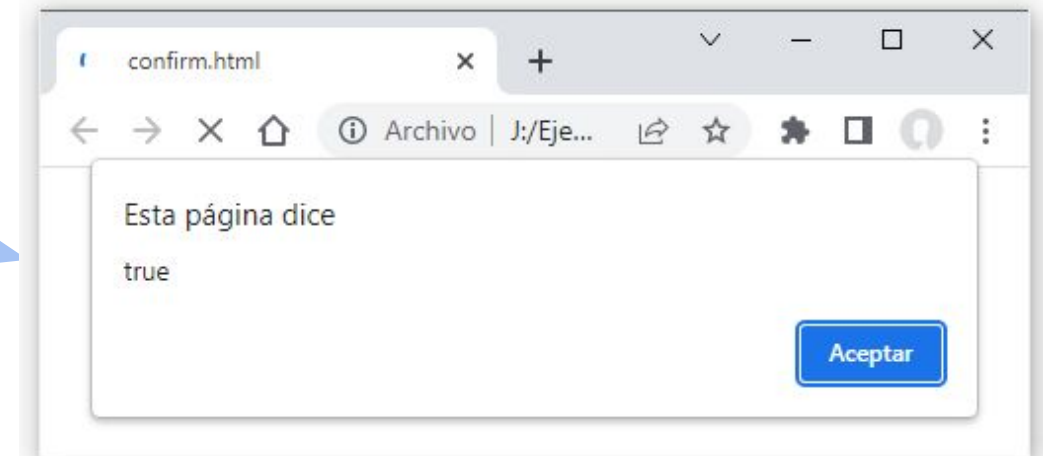 confirm.html
Archivo | J:/Eje...
Esta página dice
true
Aceptar